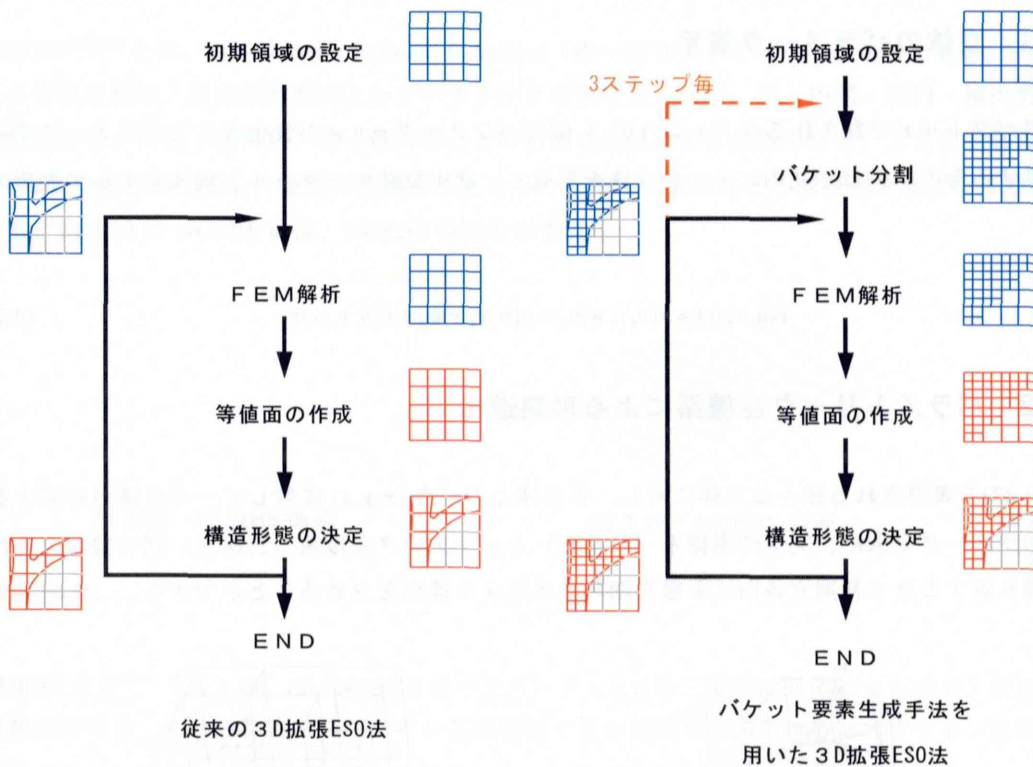 初期領域の設定
FEM解析
等値面の作成
構造形態の決定
END
従来の3D拡張ESO法
初期領域の設定
3ステップ毎
バケット分割
FEM解析
等値面の作成
構造形態の決定
END
バケット要素生成手法を
用いた3D拡張ESO法